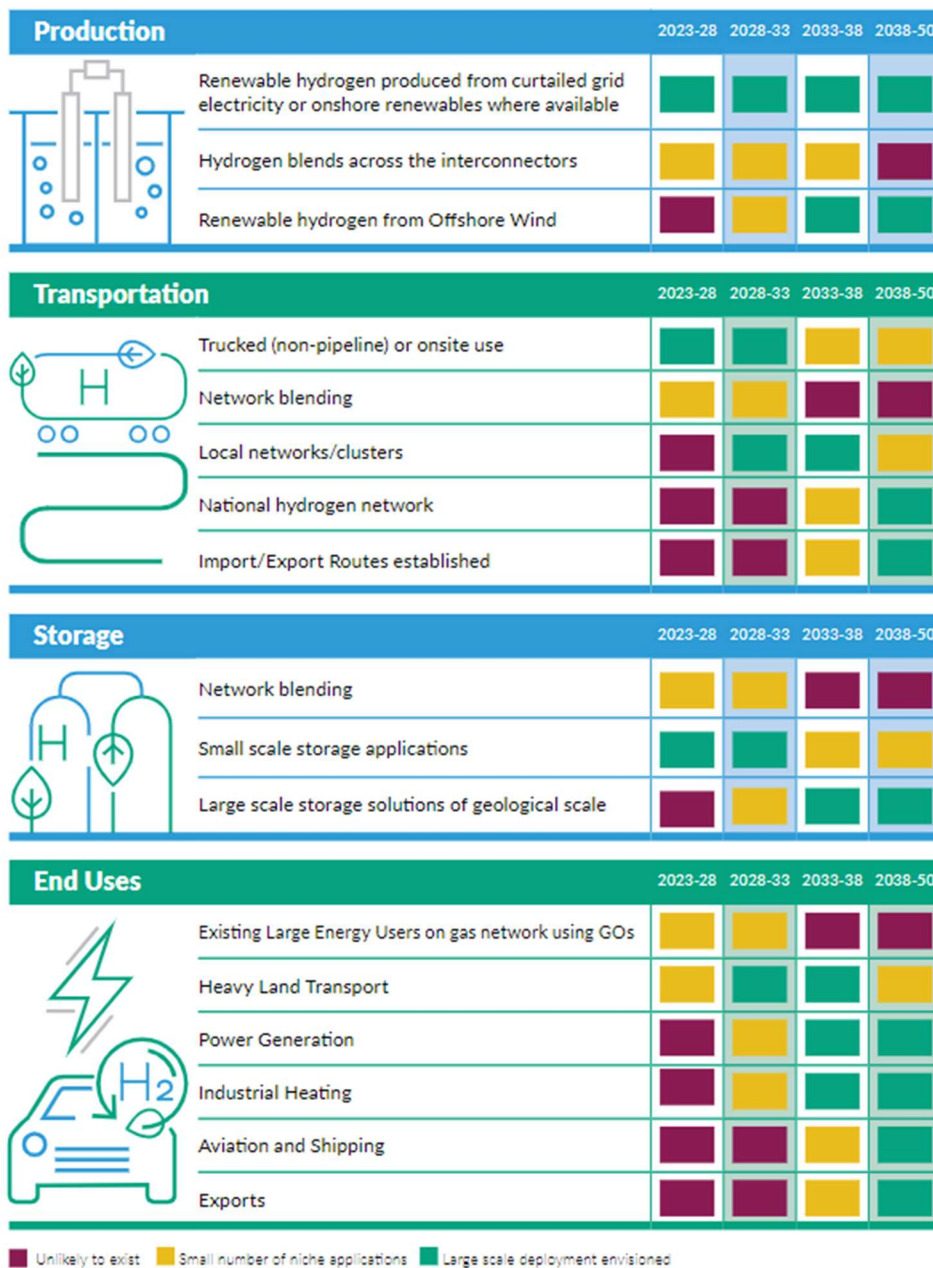 Production 2023-28 2028-33 2033-38 2038-50
Renewable hydrogen produced from curtailed grid
electricity or onshore renewables where available
Hydrogen blends across the interconnectors
Renewable hydrogen from Offshore Wind
Transportation 2023-28 2028-33 2033-38 2038-50
H
Trucked (non-pipeline) or onsite use
Network blending
Local networks/clusters
National hydrogen network
Import/Export Routes established
Storage 2023-28 2028-33 2033-38 2038-50
H
Network blending
Small scale storage applications
Large scale storage solutions of geological scale
End Uses 2023-28 2028-33 2033-38 2038-50
Existing Large Energy Users on gas network using GOs
Heavy Land Transport
Power Generation
H2
Industrial Heating
Aviation and Shipping
Exports
Unlikely to exist Small number of niche applications Large scale deployment envisioned